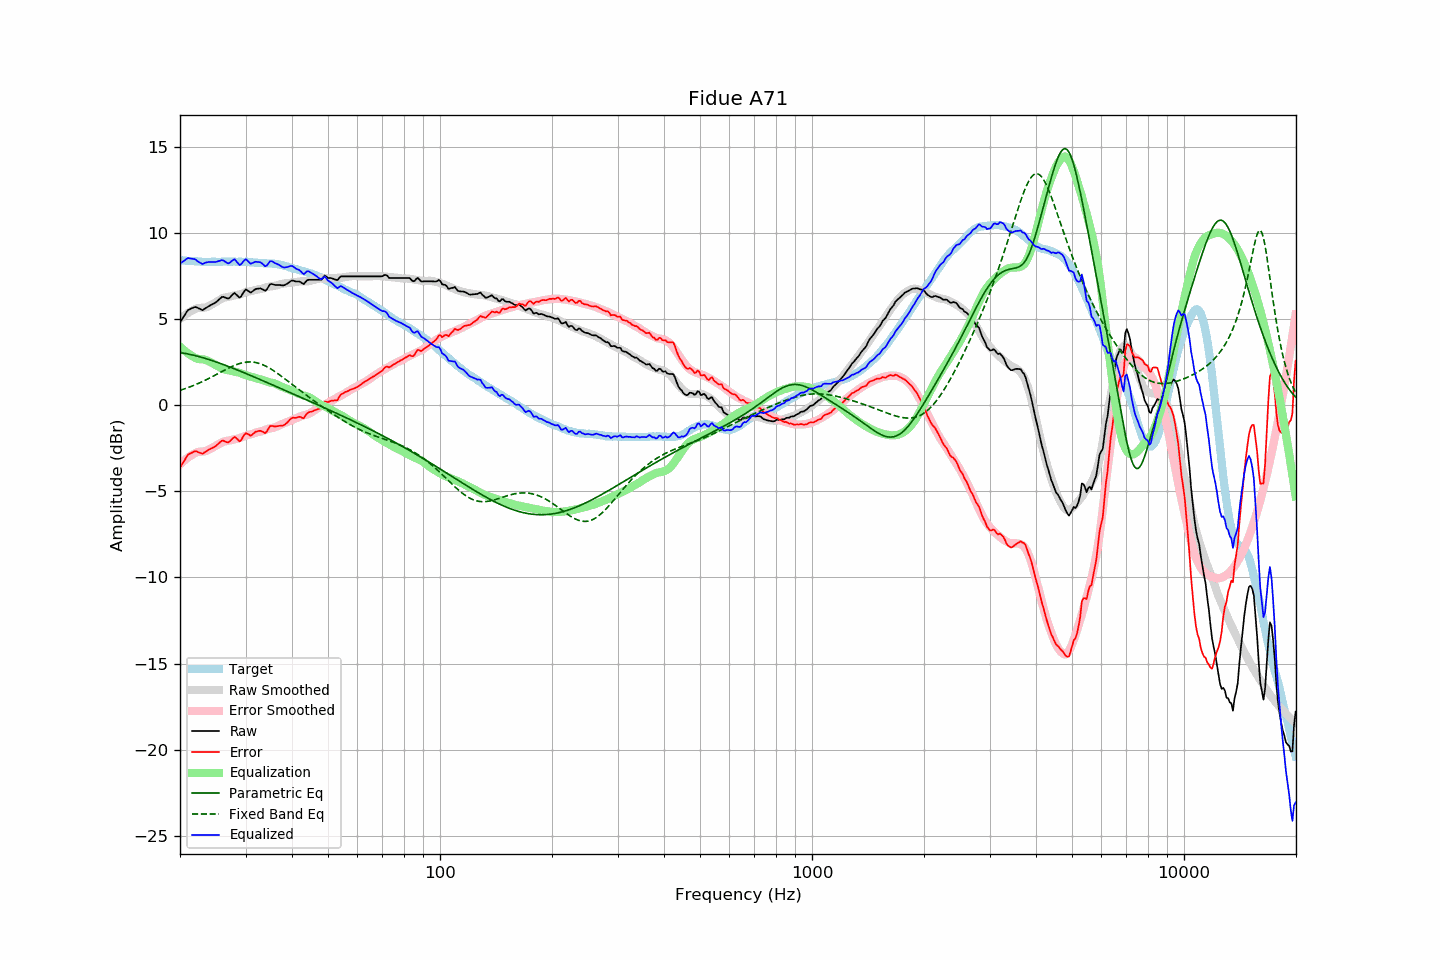 Fidue A71
Amplitude (dBr)
15
10
5
0
−5
−10
−15
−20
−25
Target
Raw Smoothed
Error Smoothed
Raw
Error
Equalization
Parametric Eq
Fixed Band Eq
Equalized
100 1000 10000
Frequency (Hz)